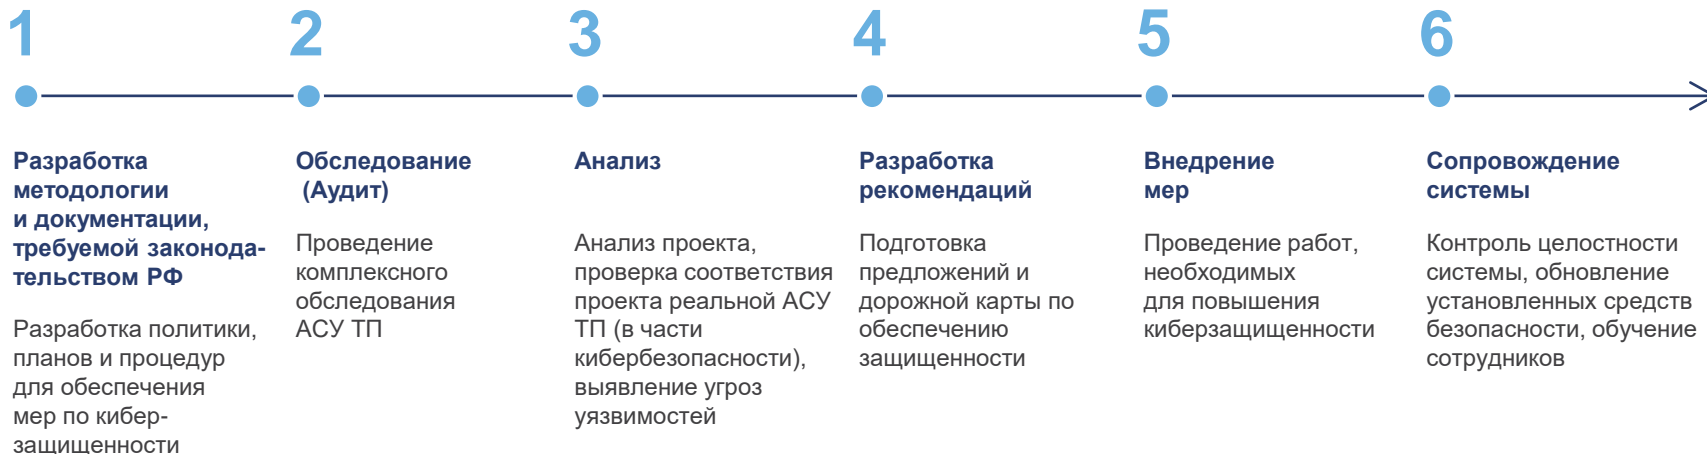 1
2
3
4
5
6
Разработка
методологии
и документации,
требуемой законода-
тельством РФ
Разработка политики,
планов и процедур
для обеспечения
мер по кибер-
защищенности
Обследование
(Аудит)
Проведение
комплексного
обследования
АСУ ТП
Анализ
Анализ проекта,
проверка соответствия
проекта реальной АСУ
ТП (в части
кибербезопасности),
выявление угроз
уязвимостей
Разработка
рекомендаций
Подготовка
предложений и
дорожной карты по
обеспечению
защищенности
Внедрение
мер
Проведение работ,
необходимых
для повышения
киберзащищенности
Сопровождение
системы
Контроль целостности
системы, обновление
установленных средств
безопасности, обучение
сотрудников